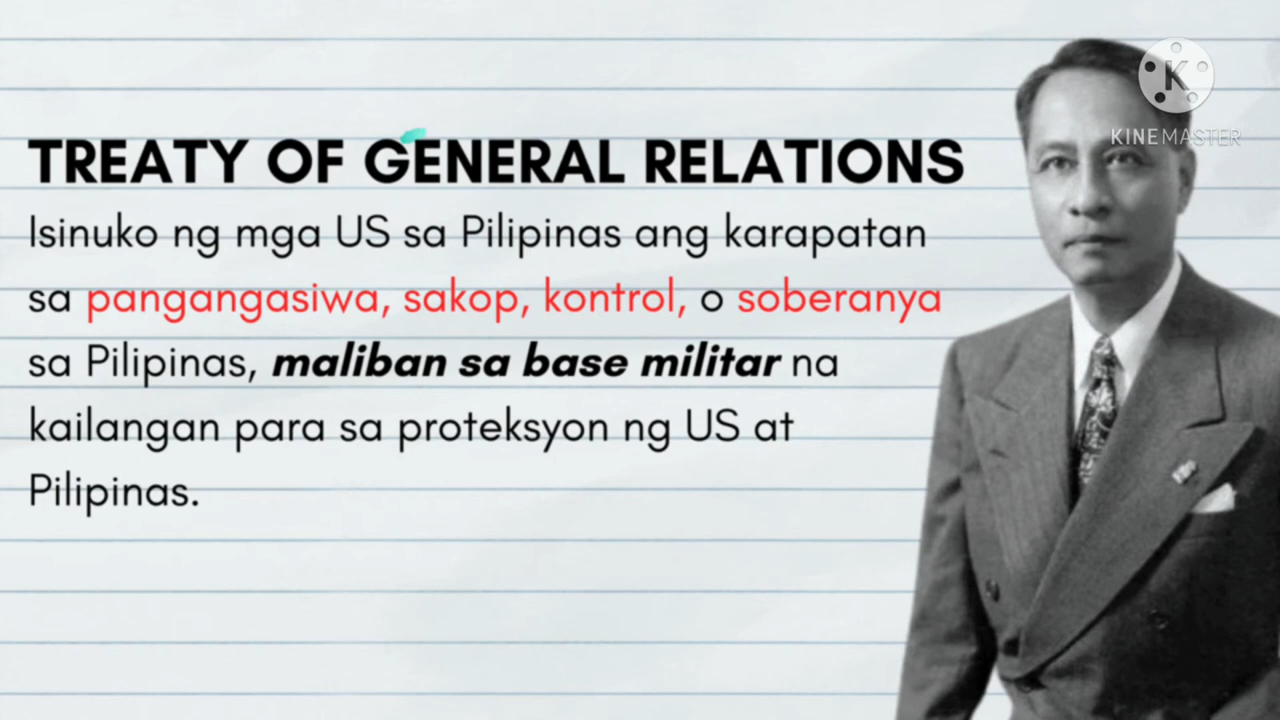 TREATY OF GENERAL RELATIONS
Isinuko ng mga US sa Pilipinas ang karapatan
sa pangangasiwa, sakop, kontrol, o soberanya
sa Pilipinas, maliban sa base militar na
kailangan para sa proteksyon ng US at
Pilipinas.
K
KINEMASTER